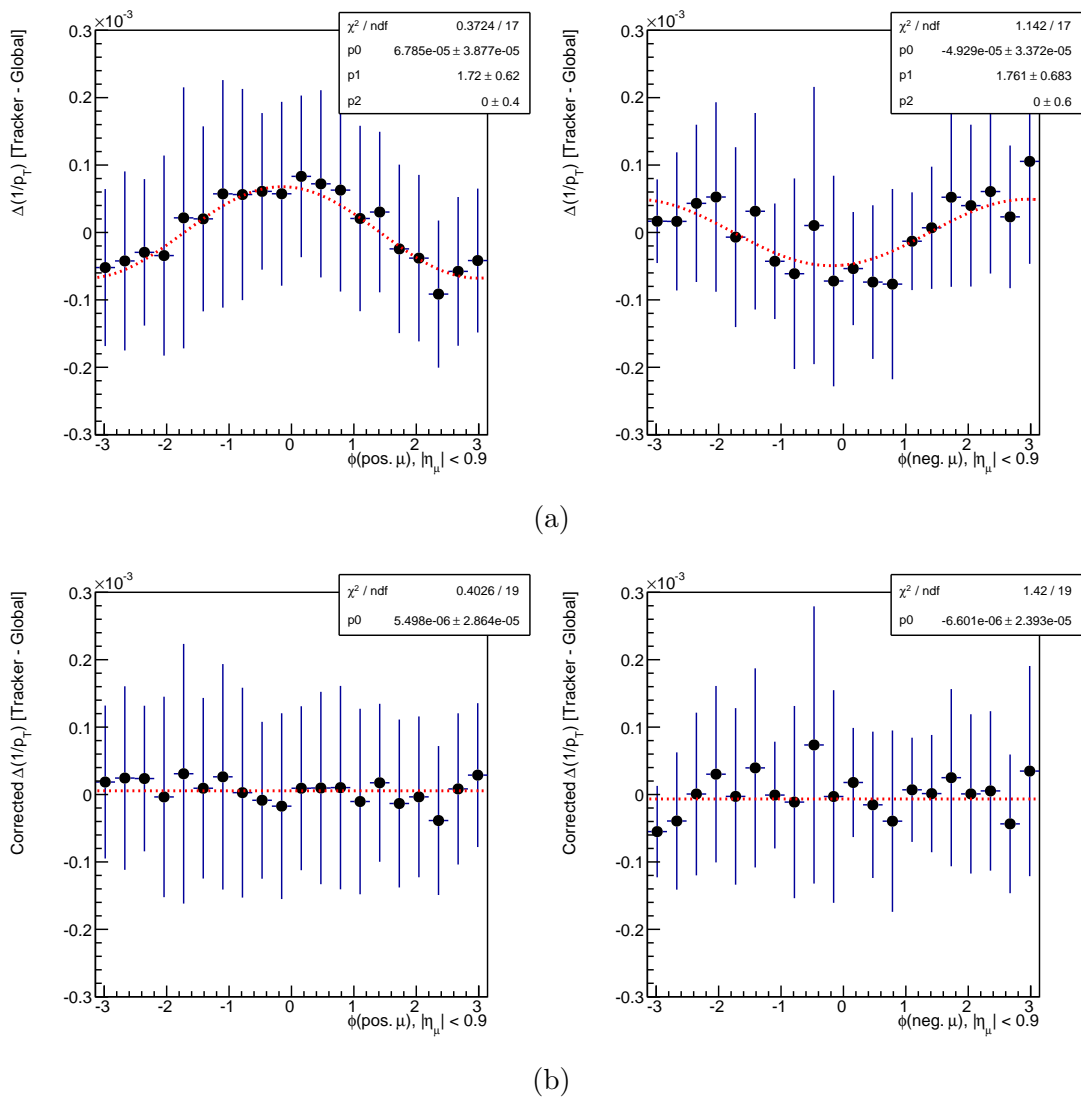 ×10⁻³
Δ(1/p_T) [Tracker - Global]
χ² / ndf 0.3724 / 17
p0 6.785e-05 ± 3.877e-05
p1 1.72 ± 0.62
p2 0 ± 0.4
0.3
0.2
0.1
0
-0.1
-0.2
-0.3
-3 -2 -1 0 1 2 3
φ(pos. μ), |η_μ| < 0.9
×10⁻³
Δ(1/p_T) [Tracker - Global]
χ² / ndf 1.142 / 17
p0 -4.929e-05 ± 3.372e-05
p1 1.761 ± 0.683
p2 0 ± 0.6
0.3
0.2
0.1
0
-0.1
-0.2
-0.3
-3 -2 -1 0 1 2 3
φ(neg. μ), |η_μ| < 0.9
(a)
×10⁻³
Corrected Δ(1/p_T) [Tracker - Global]
χ² / ndf 0.4026 / 19
p0 5.498e-06 ± 2.864e-05
0.3
0.2
0.1
0
-0.1
-0.2
-0.3
-3 -2 -1 0 1 2 3
φ(pos. μ), |η_μ| < 0.9
×10⁻³
Corrected Δ(1/p_T) [Tracker - Global]
χ² / ndf 1.42 / 19
p0 -6.601e-06 ± 2.393e-05
0.3
0.2
0.1
0
-0.1
-0.2
-0.3
-3 -2 -1 0 1 2 3
φ(neg. μ), |η_μ| < 0.9
(b)